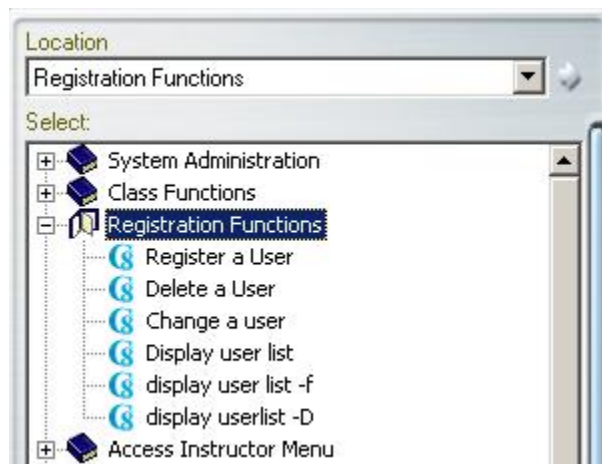 Location
Registration Functions
Select:
System Administration
Class Functions
Registration Functions
Register a User
Delete a User
Change a user
Display user list
display user list -f
display userlist -D
Access Instructor Menu